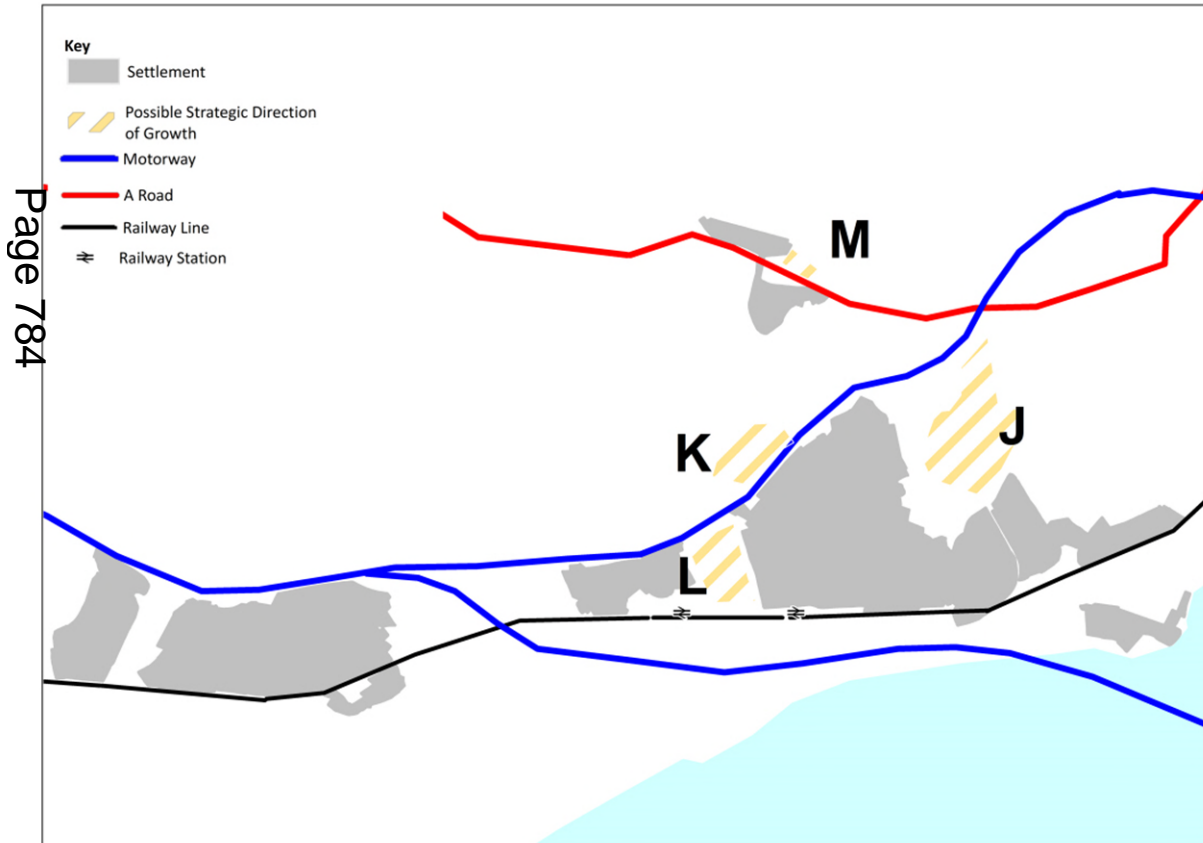 Key
Settlement
Possible Strategic Direction
of Growth
Motorway
A Road
Railway Line
Railway Station
Page 784
M
J
K
L